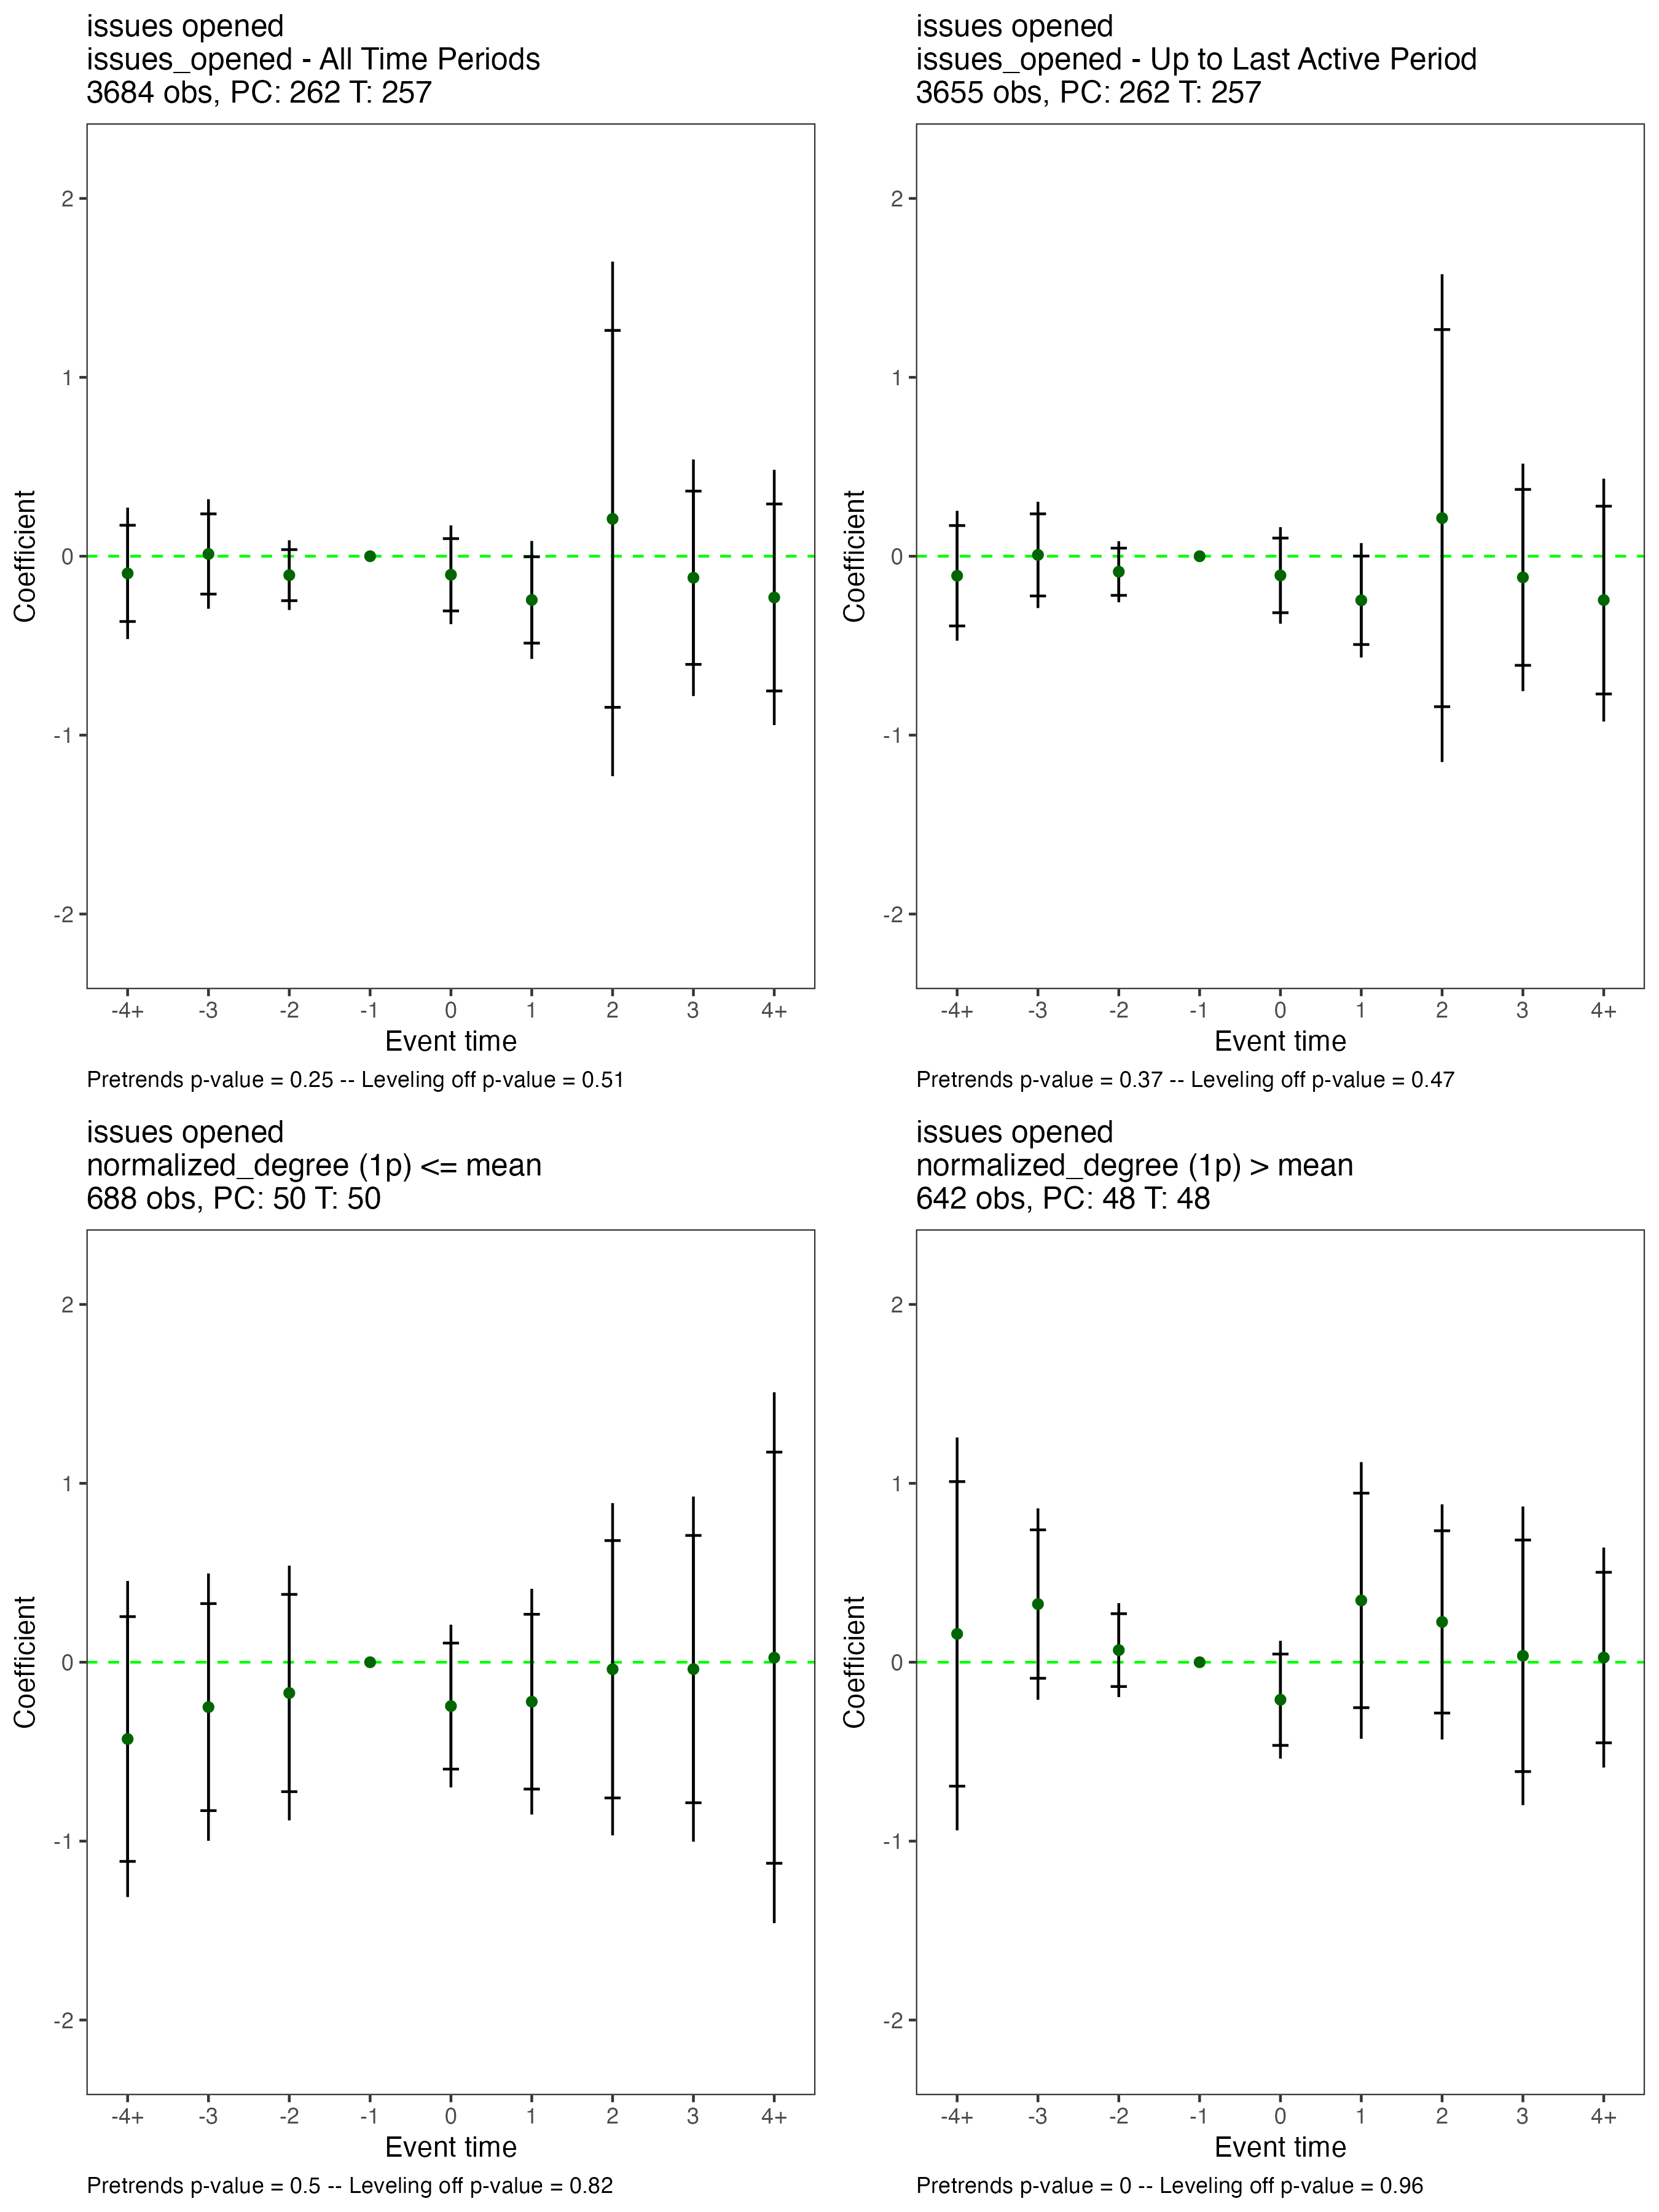 issues opened
issues_opened - All Time Periods
3684 obs, PC: 262 T: 257
2
1
0
-1
-2
Coefficient
-4+ -3 -2 -1 0 1 2 3 4+
Event time
Pretrends p-value = 0.25 -- Leveling off p-value = 0.51
issues opened
issues_opened - Up to Last Active Period
3655 obs, PC: 262 T: 257
2
1
0
-1
-2
Coefficient
-4+ -3 -2 -1 0 1 2 3 4+
Event time
Pretrends p-value = 0.37 -- Leveling off p-value = 0.47
issues opened
normalized_degree (1p) <= mean
688 obs, PC: 50 T: 50
2
1
0
-1
-2
Coefficient
-4+ -3 -2 -1 0 1 2 3 4+
Event time
Pretrends p-value = 0.5 -- Leveling off p-value = 0.82
issues opened
normalized_degree (1p) > mean
642 obs, PC: 48 T: 48
2
1
0
-1
-2
Coefficient
-4+ -3 -2 -1 0 1 2 3 4+
Event time
Pretrends p-value = 0 -- Leveling off p-value = 0.96